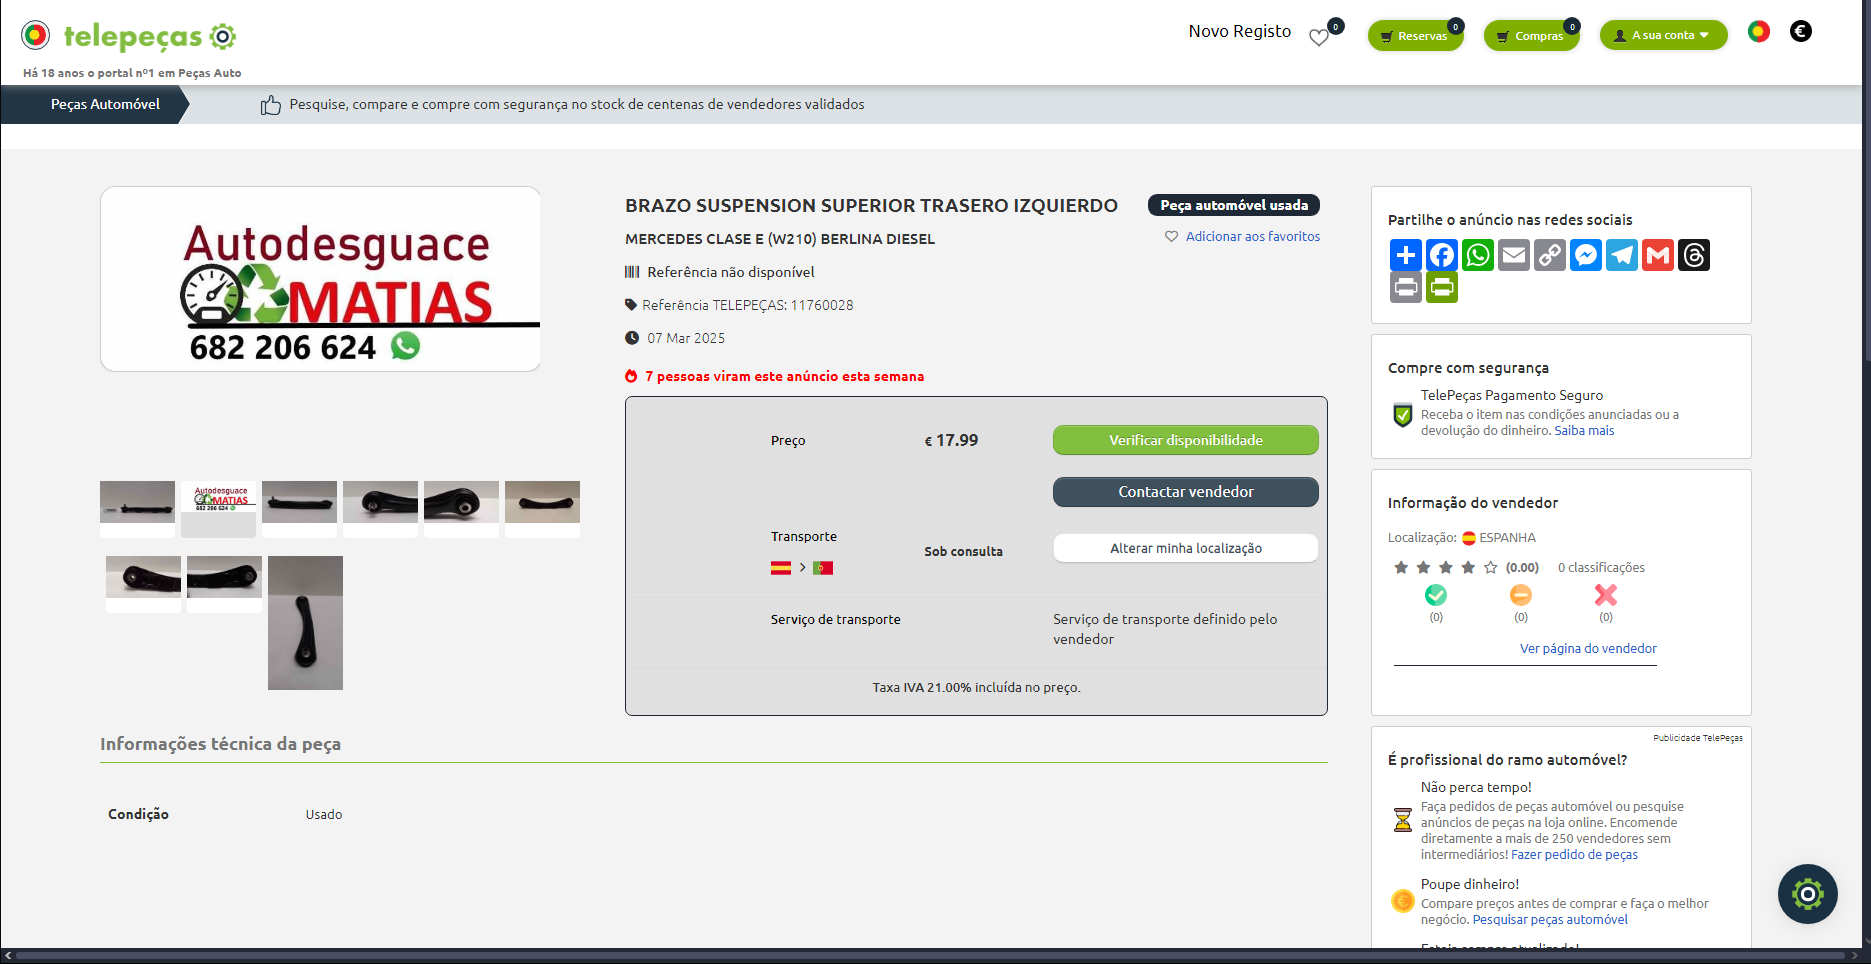 telepeças
Há 18 anos o portal nº1 em Peças Auto
Novo Registo
0
Reservas
0
Compras
0
A sua conta
€
Peças Automóvel
Pesquise, compare e compre com segurança no stock de centenas de vendedores validados
Autodesguace
MATIAS
682 206 624
BRAZO SUSPENSION SUPERIOR TRASERO IZQUIERDO
Peça automóvel usada
MERCEDES CLASE E (W210) BERLINA DIESEL
Adicionar aos favoritos
Referência não disponível
Referência TELEPEÇAS: 11760028
07 Mar 2025
7 pessoas viram este anúncio esta semana
Preço
€ 17.99
Verificar disponibilidade
Contactar vendedor
Transporte
Sob consulta
Alterar minha localização
Serviço de transporte
Serviço de transporte definido pelo
vendedor
Taxa IVA 21.00% incluída no preço.
Autodesguace
MATIAS
682 206 624
Informações técnica da peça
Condição
Usado
Partilhe o anúncio nas redes sociais
Compre com segurança
TelePeças Pagamento Seguro
Receba o item nas condições anunciadas ou a
devolução do dinheiro. Saiba mais
Informação do vendedor
Localização: ESPANHA
(0.00) 0 classificações
(0) (0) (0)
Ver página do vendedor
Publicidade TelePeças
É profissional do ramo automóvel?
Não perca tempo!
Faça pedidos de peças automóvel ou pesquise
anúncios de peças na loja online. Encomende
diretamente a mais de 250 vendedores sem
intermediários! Fazer pedido de peças
Poupe dinheiro!
Compare preços antes de comprar e faça o melhor
negócio. Pesquisar peças automóvel